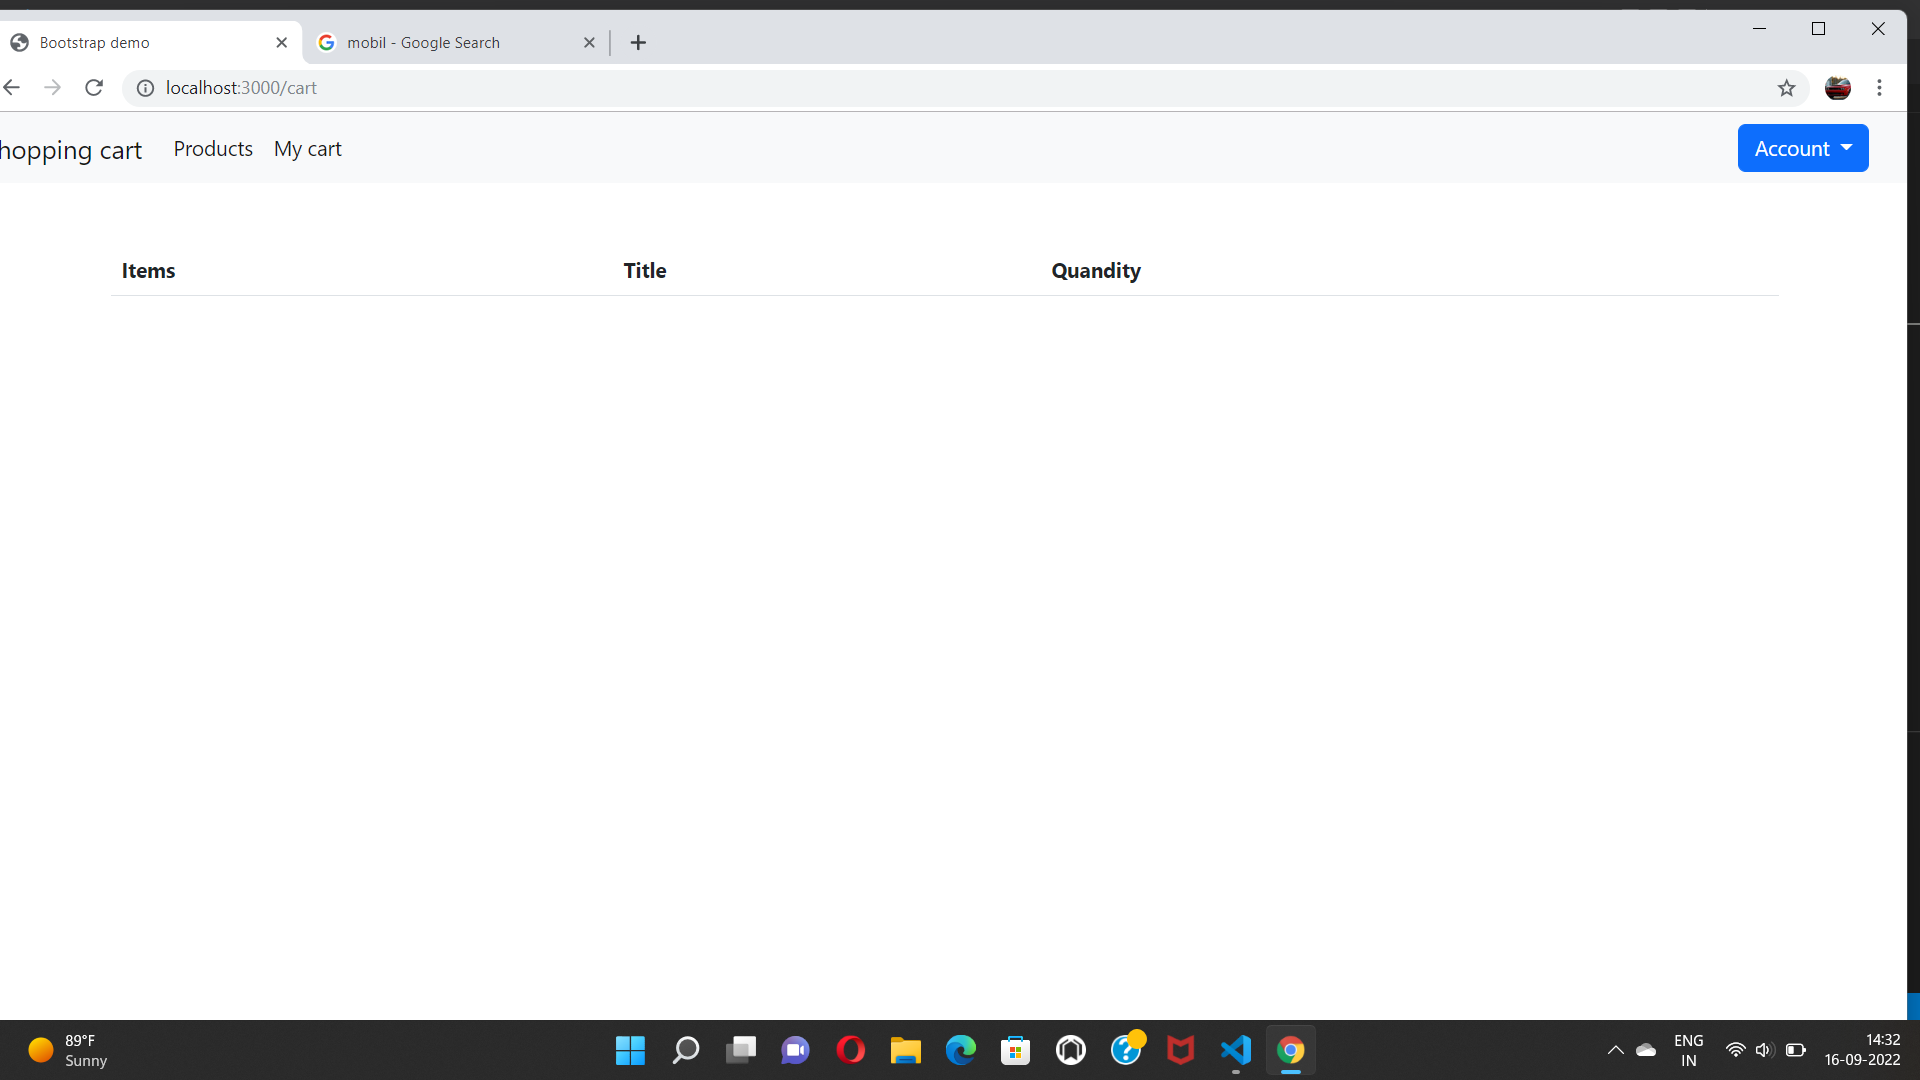 Bootstrap demo
mobil - Google Search
localhost:3000/cart
hopping cart
Products
My cart
Account
Items
Title
Quandity
89°F
Sunny
ENG
IN
14:32
16-09-2022